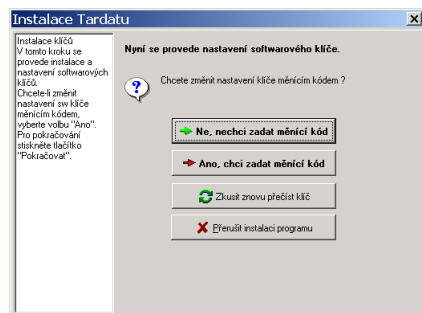 Instalace Tardatu
Instalace klíčů
V tomto kroku se
provede instalace a
nastavení softwarových
klíčů.
Chcete-li změnit
nastavení sw klíče
měnícím kódem,
vyberte volbu "Ano".
Pro pokračování
stiskněte tlačítko
"Pokračovat".
Nyní se provede nastavení softwarového klíče.
Chcete změnit nastavení klíče měnícím kódem ?
Ne, nechci zadat měnící kód
Ano, chci zadat měnící kód
Zkusit znovu přečíst klíč
Přerušit instalaci programu